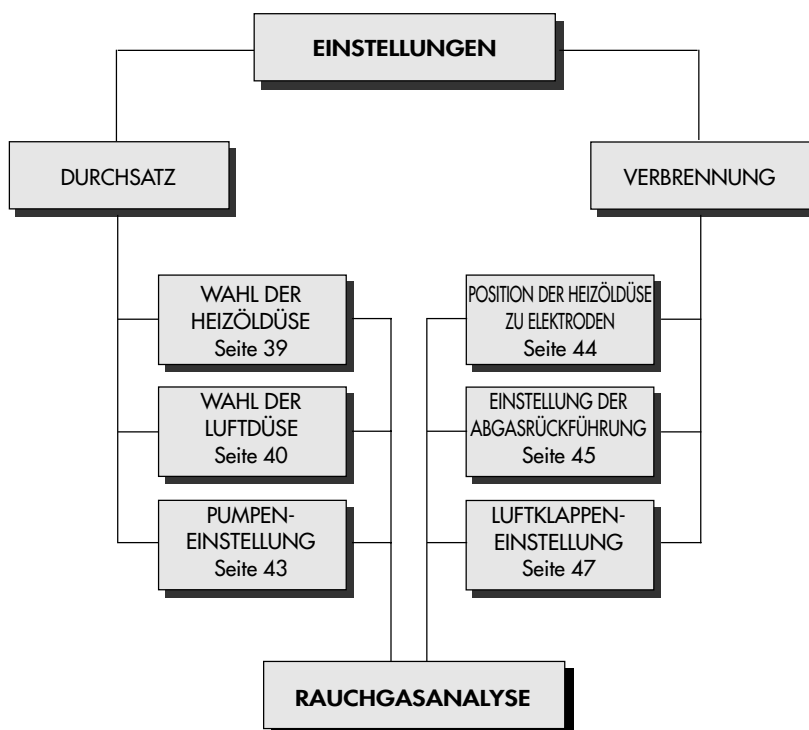 EINSTELLUNGEN
DURCHSATZ
VERBRENNUNG
WAHL DER
HEIZÖLDÜSE
Seite 39
POSITION DER HEIZÖLDÜSE
ZU ELEKTRODEN
Seite 44
WAHL DER
LUFTDÜSE
Seite 40
EINSTELLUNG DER
ABGASRÜCKFÜHRUNG
Seite 45
PUMPEN-
EINSTELLUNG
Seite 43
LUFTKLAPPEN-
EINSTELLUNG
Seite 47
RAUCHGASANALYSE